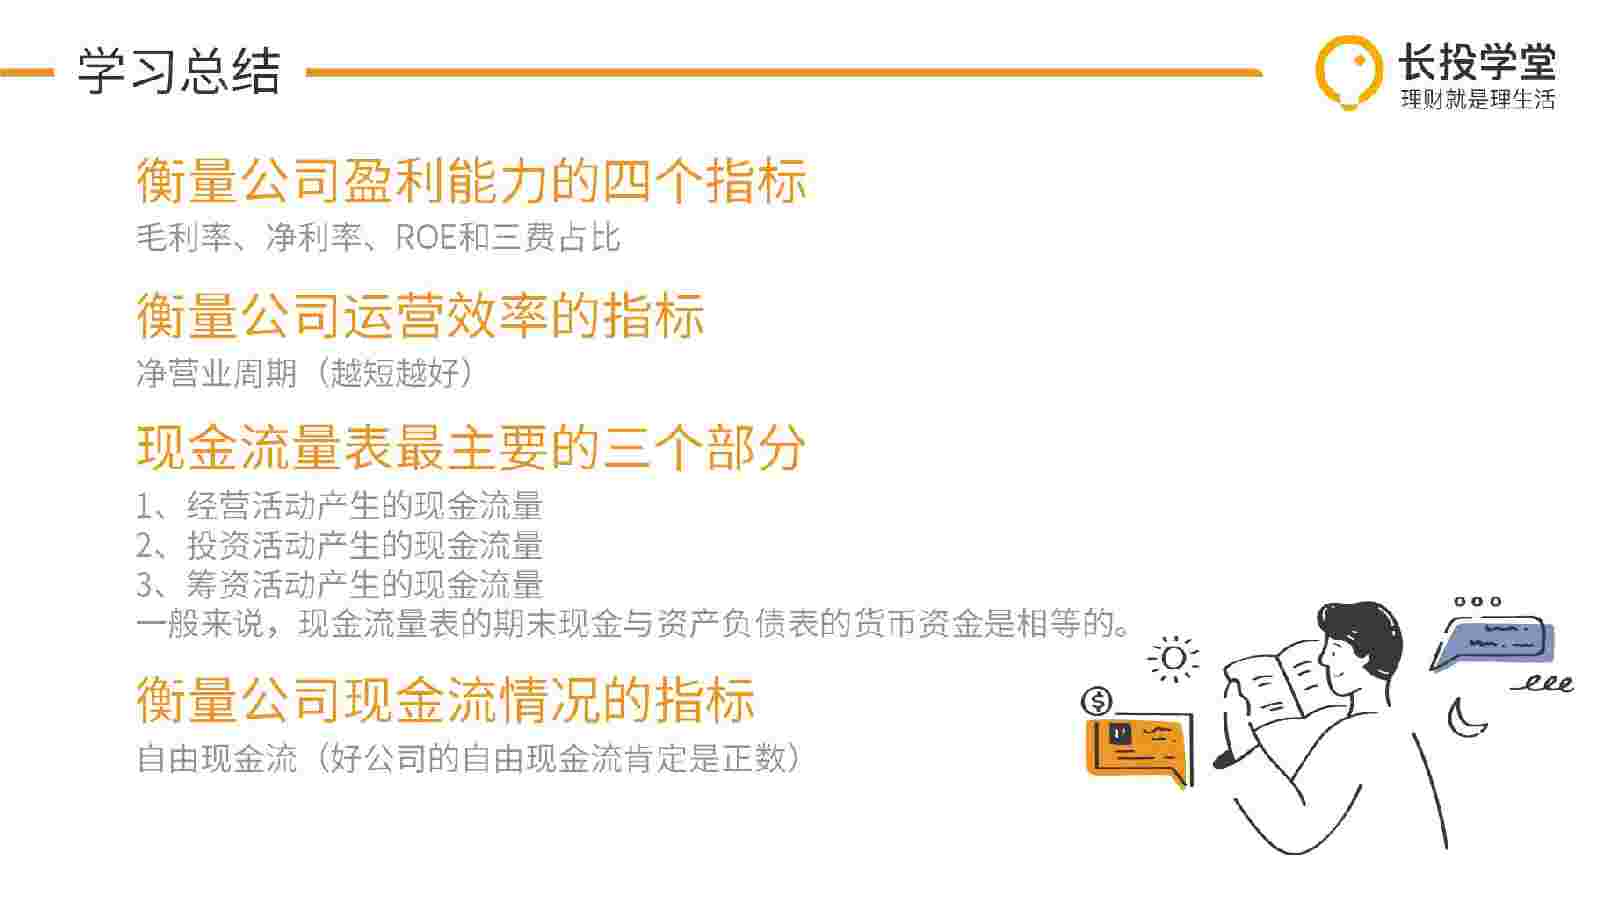 学习总结
长投学堂
理财就是理生活
衡量公司盈利能力的四个指标
毛利率、净利率、ROE和三费占比
衡量公司运营效率的指标
净营业周期（越短越好）
现金流量表最主要的三个部分
1、经营活动产生的现金流量
2、投资活动产生的现金流量
3、筹资活动产生的现金流量
一般来说，现金流量表的期末现金与资产负债表的货币资金是相等的。
衡量公司现金流情况的指标
自由现金流（好公司的自由现金流肯定是正数）
$